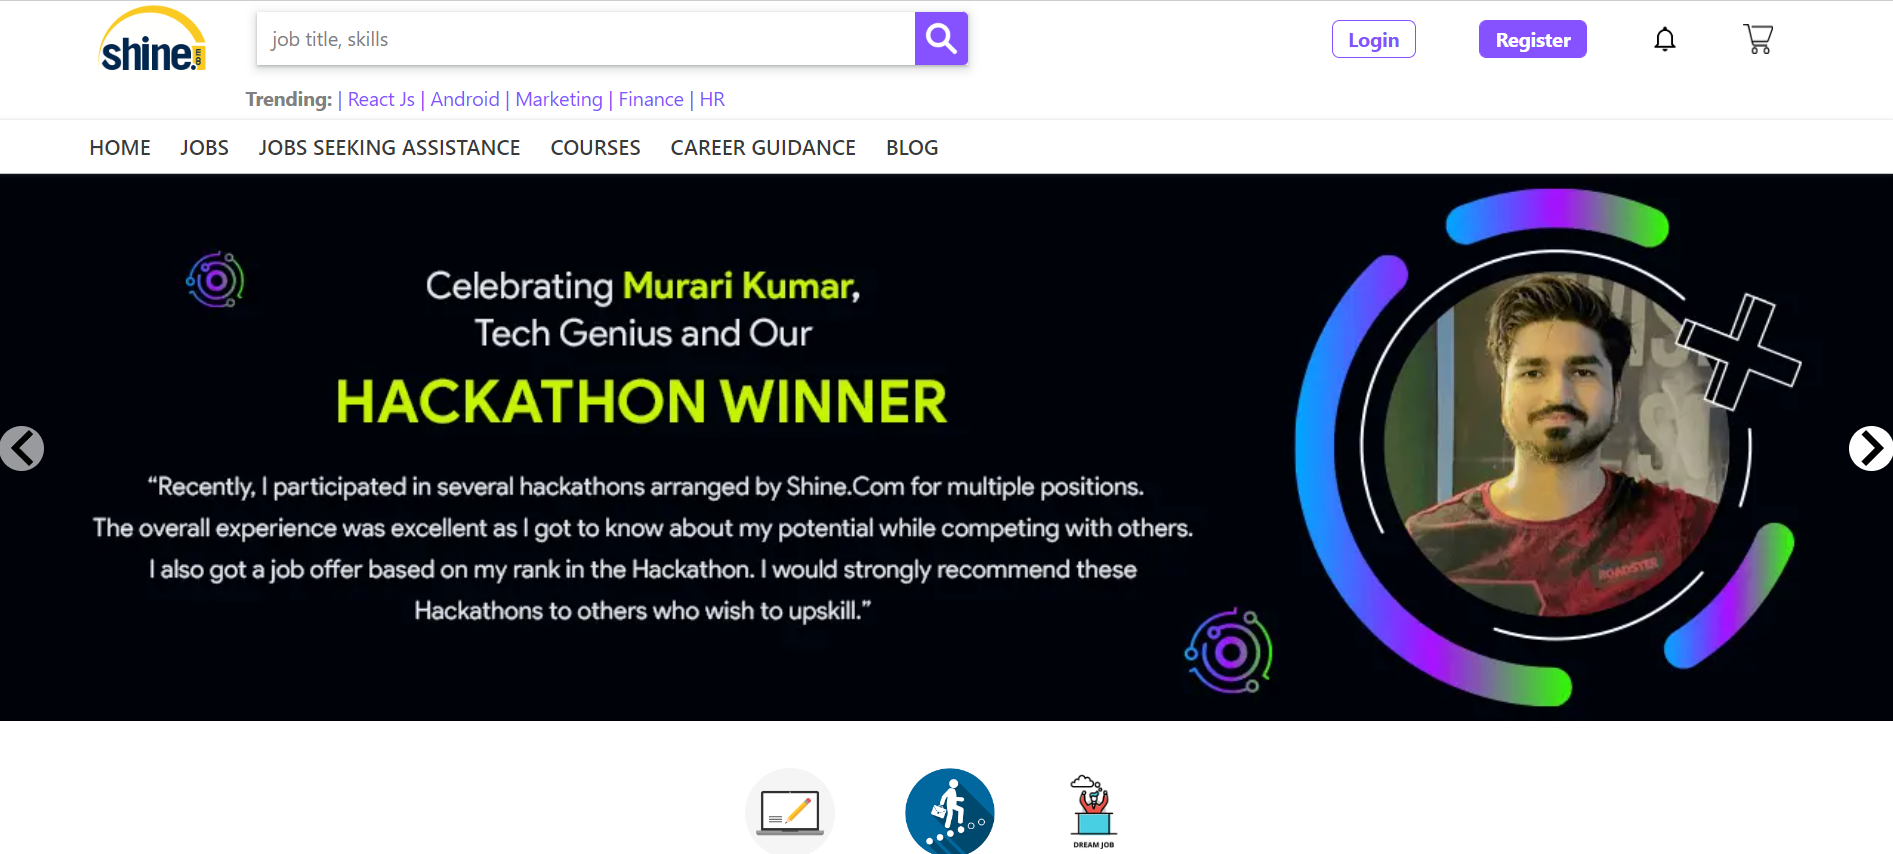 shine.com
job title, skills
Login
Register
Trending: | React Js | Android | Marketing | Finance | HR
HOME JOBS JOBS SEEKING ASSISTANCE COURSES CAREER GUIDANCE BLOG
Celebrating Murari Kumar,
Tech Genius and Our
HACKATHON WINNER
“Recently, I participated in several hackathons arranged by Shine.Com for multiple positions.
The overall experience was excellent as I got to know about my potential while competing with others.
I also got a job offer based on my rank in the Hackathon. I would strongly recommend these
Hackathons to others who wish to upskill.”
ROADSTER
DREAM JOB